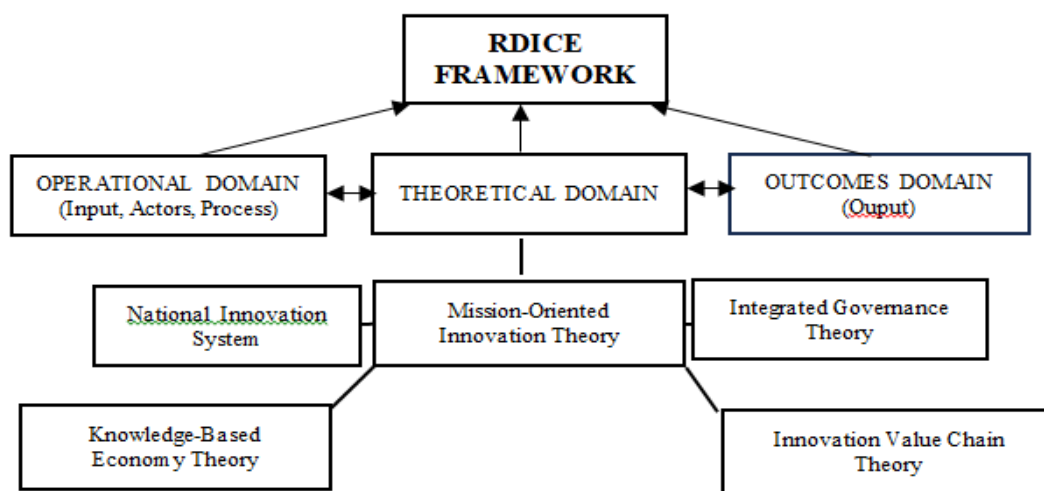 RDICE
FRAMEWORK
OPERATIONAL DOMAIN
(Input, Actors, Process)
THEORETICAL DOMAIN
OUTCOMES DOMAIN
(Ouput)
National Innovation
System
Mission-Oriented
Innovation Theory
Integrated Governance
Theory
Knowledge-Based
Economy Theory
Innovation Value Chain
Theory